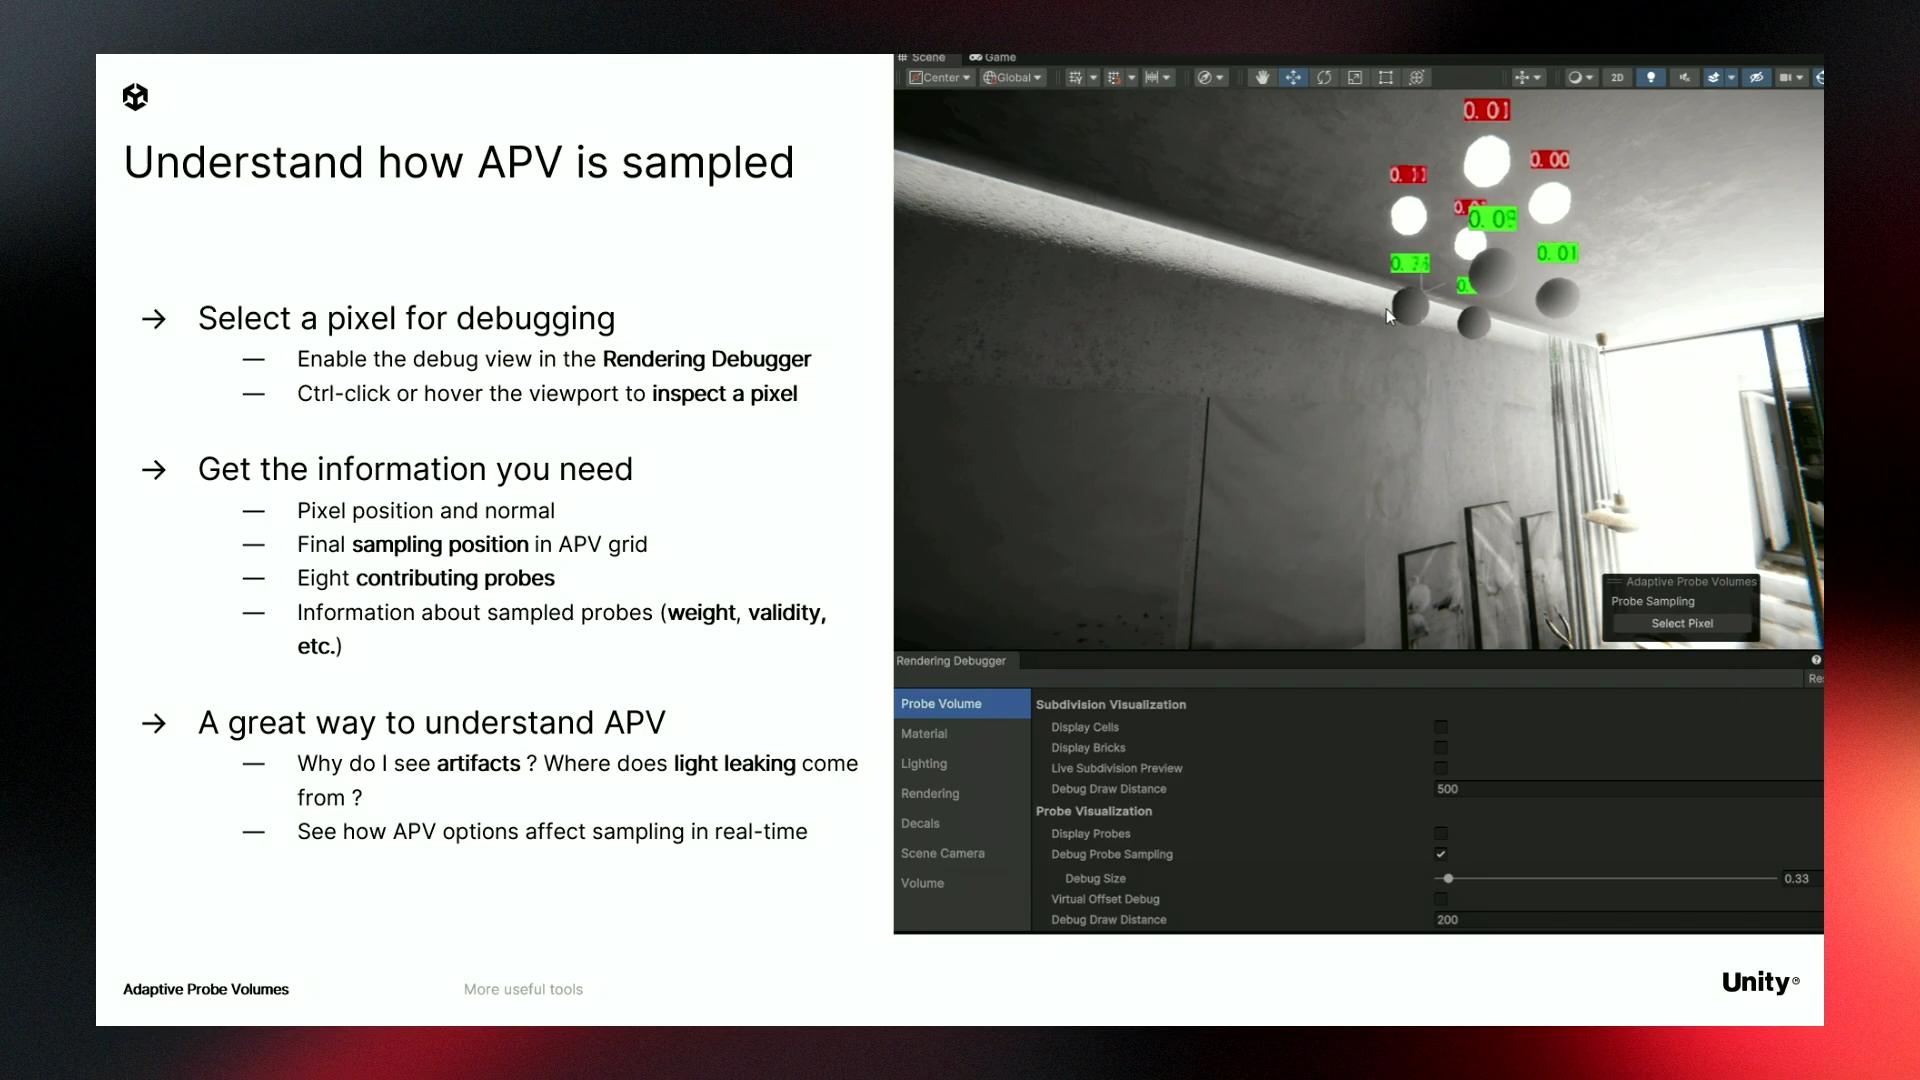 Understand how APV is sampled
Select a pixel for debugging
Enable the debug view in the Rendering Debugger
Ctrl-click or hover the viewport to inspect a pixel
Get the information you need
Pixel position and normal
Final sampling position in APV grid
Eight contributing probes
Information about sampled probes (weight, validity,
etc.)
A great way to understand APV
Why do I see artifacts ? Where does light leaking come
from ?
See how APV options affect sampling in real-time
Adaptive Probe Volumes
More useful tools
Unity®
Scene Game
Center Global 2D
0.01
0.00
0.11
0.09
0.01
Adaptive Probe Volumes
Probe Sampling
Select Pixel
Rendering Debugger
Probe Volume
Material
Lighting
Rendering
Decals
Scene Camera
Volume
Subdivision Visualization
Display Cells
Display Bricks
Live Subdivision Preview
Debug Draw Distance 500
Probe Visualization
Display Probes
Debug Probe Sampling
Debug Size 0.33
Virtual Offset Debug
Debug Draw Distance 200